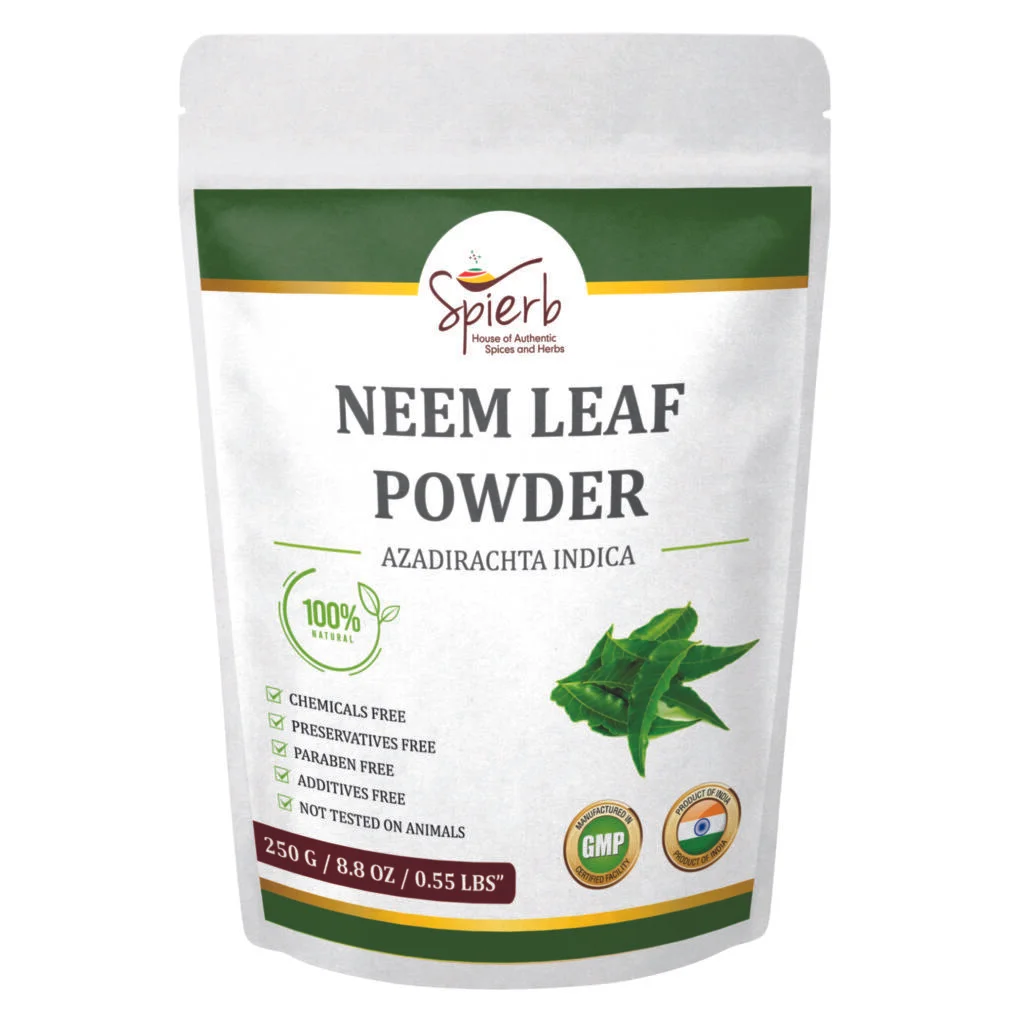 Spierb
House of Authentic
Spices and Herbs
NEEM LEAF
POWDER
AZADIRACHTA INDICA
100%
NATURAL
CHEMICALS FREE
PRESERVATIVES FREE
PARABEN FREE
ADDITIVES FREE
NOT TESTED ON ANIMALS
MANUFACTURED IN
GMP
CERTIFIED FACILITY
PRODUCT OF INDIA
PRODUCT OF INDIA
250 G / 8.8 OZ / 0.55 LBS”